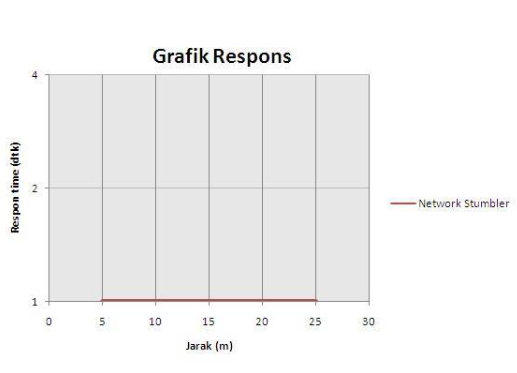 Grafik Respons
4
2
1
Respon time (dtk)
0 5 10 15 20 25 30
Jarak (m)
Network Stumbler